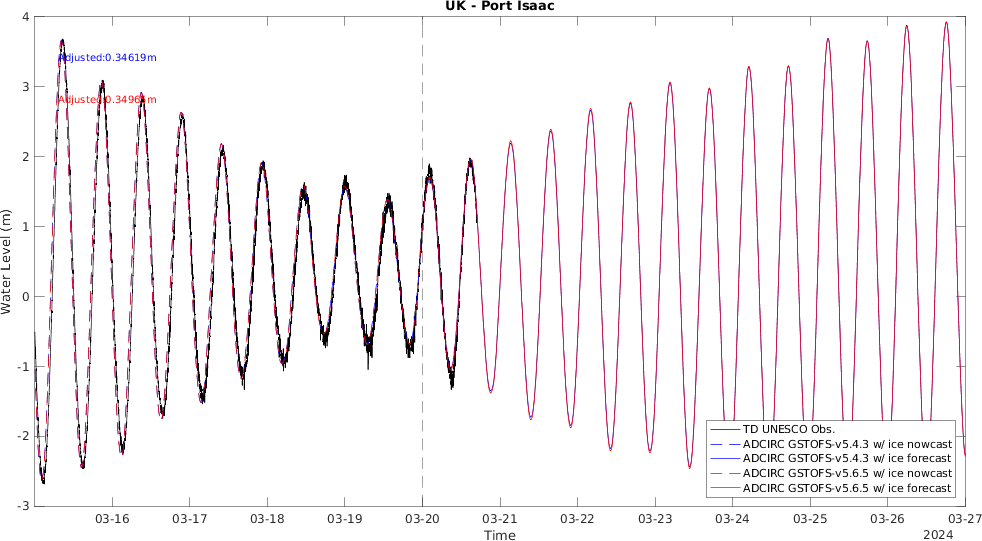 UK - Port Isaac
Water Level (m)
4
3
2
1
0
-1
-2
-3
Adjusted:0.34619m
TD UNESCO Obs.
ADCIRC GSTOFS-v5.4.3 w/ ice nowcast
ADCIRC GSTOFS-v5.4.3 w/ ice forecast
ADCIRC GSTOFS-v5.6.5 w/ ice nowcast
ADCIRC GSTOFS-v5.6.5 w/ ice forecast
03-16 03-17 03-18 03-19 03-20 03-21 03-22 03-23 03-24 03-25 03-26 03-27
Time
2024